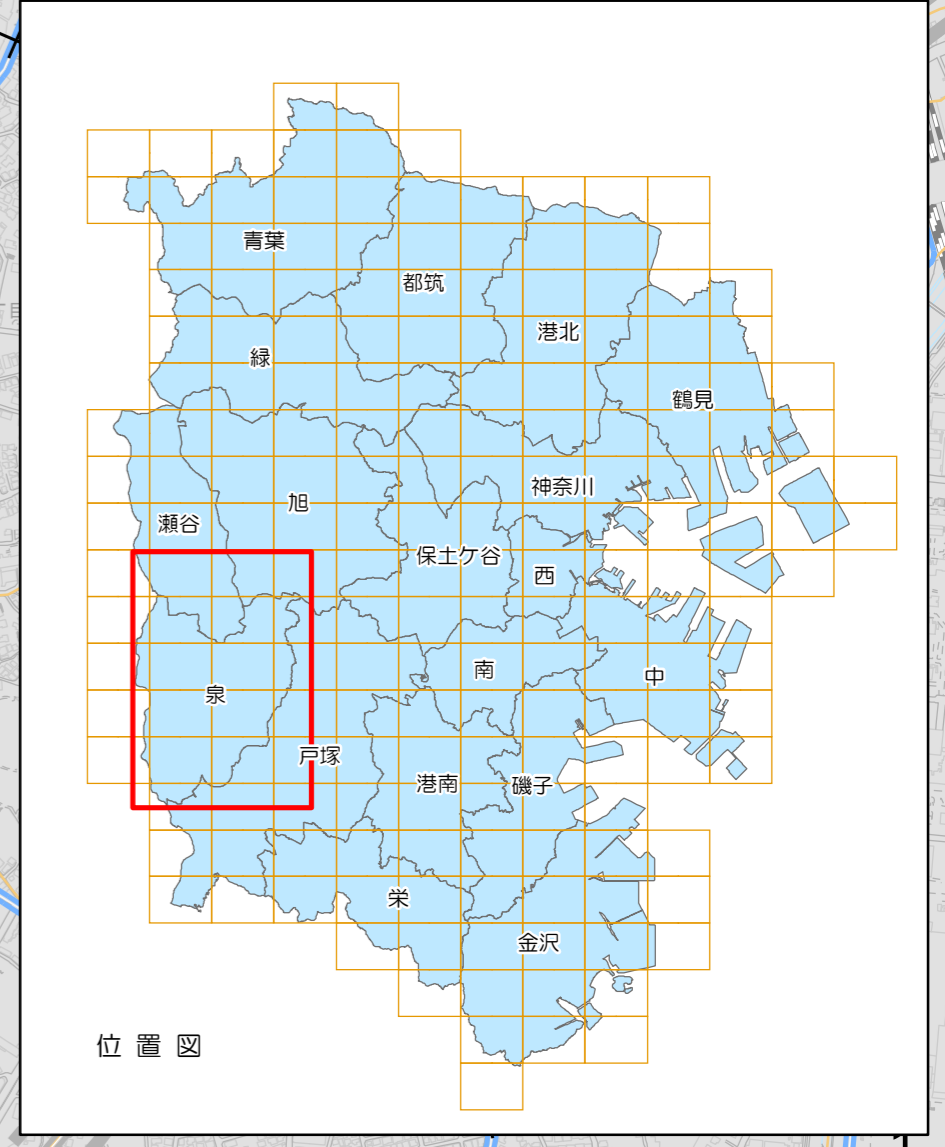 青葉
都筑
港北
緑
鶴見
神奈川
旭
瀬谷
保土ケ谷
西
南
中
泉
戸塚
港南
磯子
栄
金沢
位置図